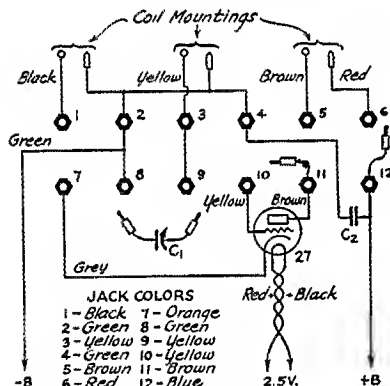 Coil Mountings
Black
Yellow
Brown
Red
1
2
3
4
5
6
Green
7
8
9
10
11
12
Yellow
Brown
C1
C2
27
Grey
Red
Black
JACK COLORS
1-Black 7-Orange
2-Green 8-Green
3-Yellow 9-Yellow
4-Green 10-Yellow
5-Brown 11-Brown
6-Red 12-Blue
-B
2.5V.
+B